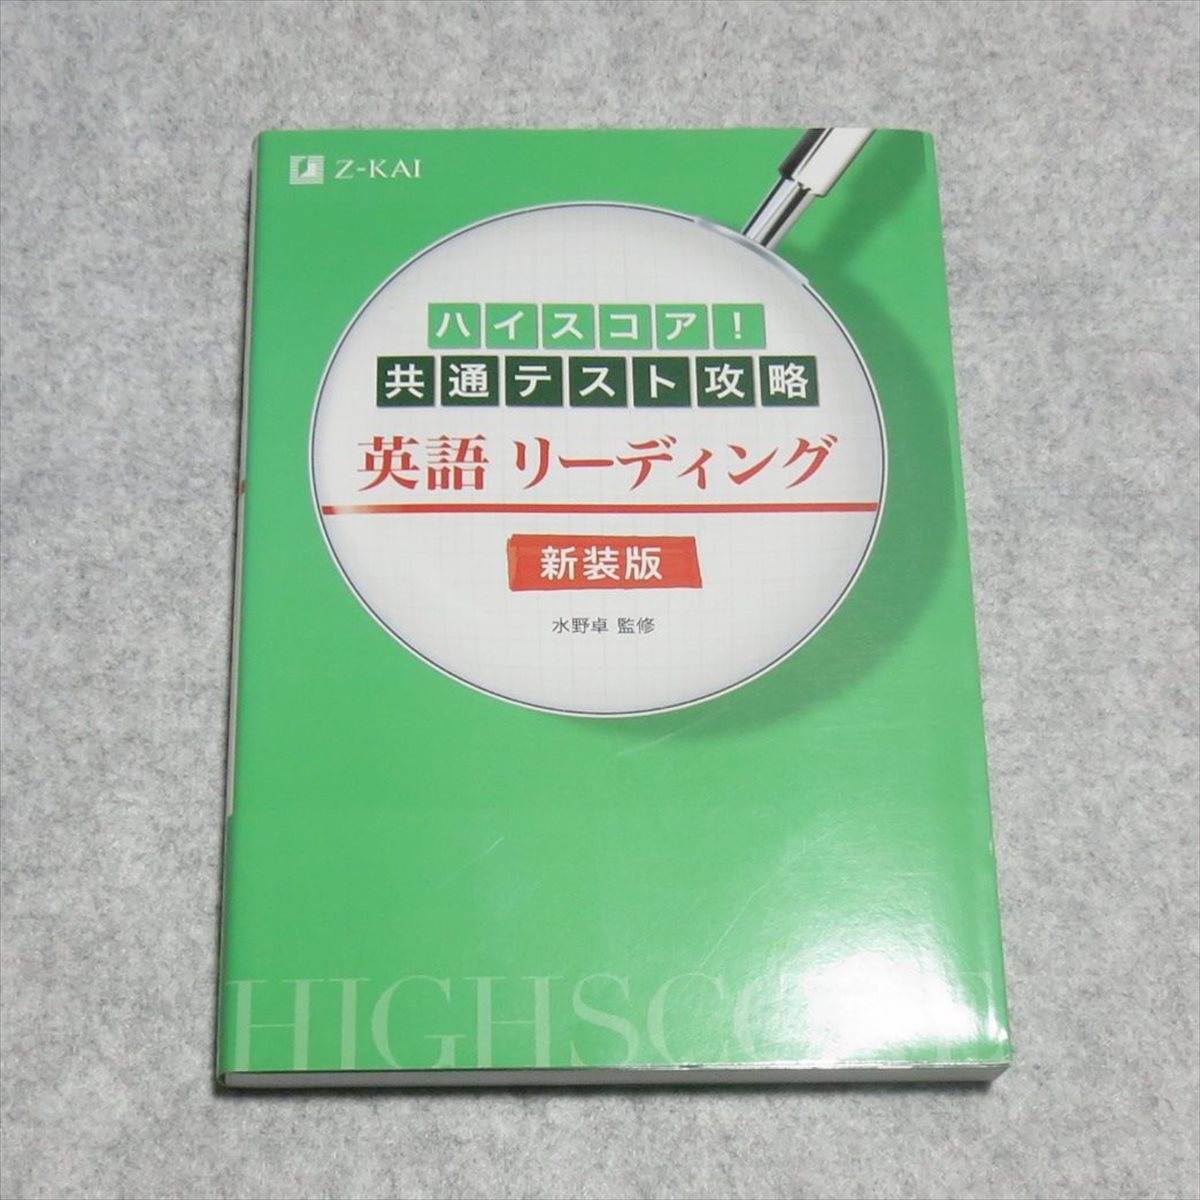 Z-KAI
ハイスコア!
共通テスト攻略
英語 リーディング
新装版
水野卓 監修
HIGHSCORE